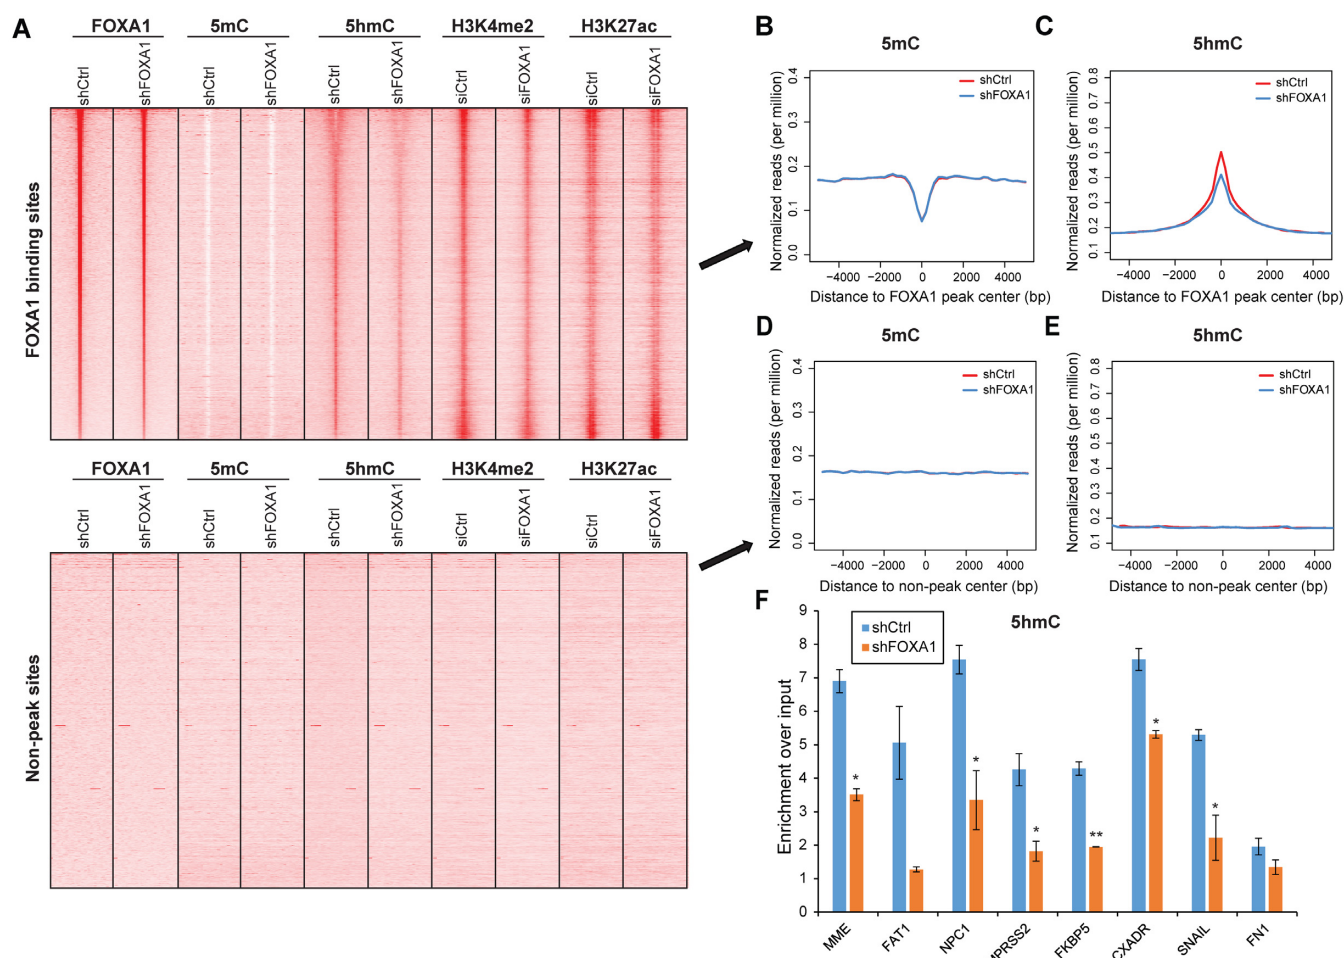 A
FOXA1 5mC 5hmC H3K4me2 H3K27ac
shCtrl shFOXA1 shCtrl shFOXA1 shCtrl shFOXA1 siCtrl siFOXA1 siCtrl siFOXA1
FOXA1 binding sites
FOXA1 5mC 5hmC H3K4me2 H3K27ac
shCtrl shFOXA1 shCtrl shFOXA1 shCtrl shFOXA1 siCtrl siFOXA1 siCtrl siFOXA1
Non-peak sites
B
5mC
Normalized reads (per million)
0.4
0.3
0.2
0.1
0.0
shCtrl
shFOXA1
−4000 −2000 0 2000 4000
Distance to FOXA1 peak center (bp)
C
5hmC
Normalized reads (per million)
0.8
0.7
0.6
0.5
0.4
0.3
0.2
0.1
shCtrl
shFOXA1
−4000 −2000 0 2000 4000
Distance to FOXA1 peak center (bp)
D
5mC
Normalized reads (per million)
0.4
0.3
0.2
0.1
0.0
shCtrl
shFOXA1
−4000 −2000 0 2000 4000
Distance to non-peak center (bp)
E
5hmC
Normalized reads (per million)
0.8
0.7
0.6
0.5
0.4
0.3
0.2
0.1
shCtrl
shFOXA1
−4000 −2000 0 2000 4000
Distance to non-peak center (bp)
F
5hmC
shCtrl
shFOXA1
Enrichment over input
9
8
7
6
5
4
3
2
1
0
* * * ** * *
MME FAT1 NPC1 MPRSS2 FKBP5 CXADR SNAIL FN1